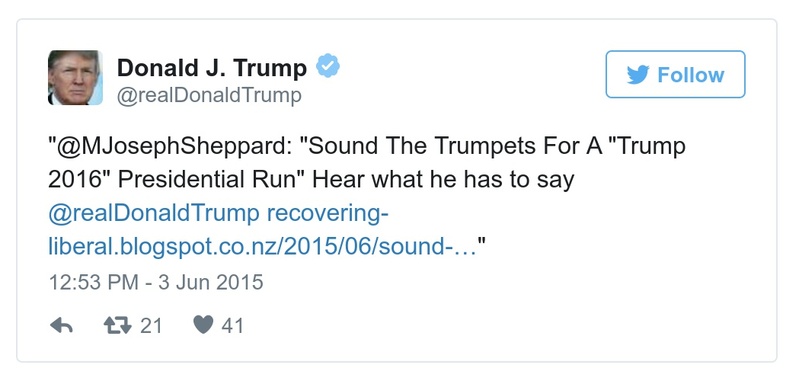 Donald J. Trump
@realDonaldTrump
Follow
"@MJosephSheppard: "Sound The Trumpets For A "Trump
2016" Presidential Run" Hear what he has to say
@realDonaldTrump recovering-
liberal.blogspot.co.nz/2015/06/sound-…"
12:53 PM - 3 Jun 2015
21 41